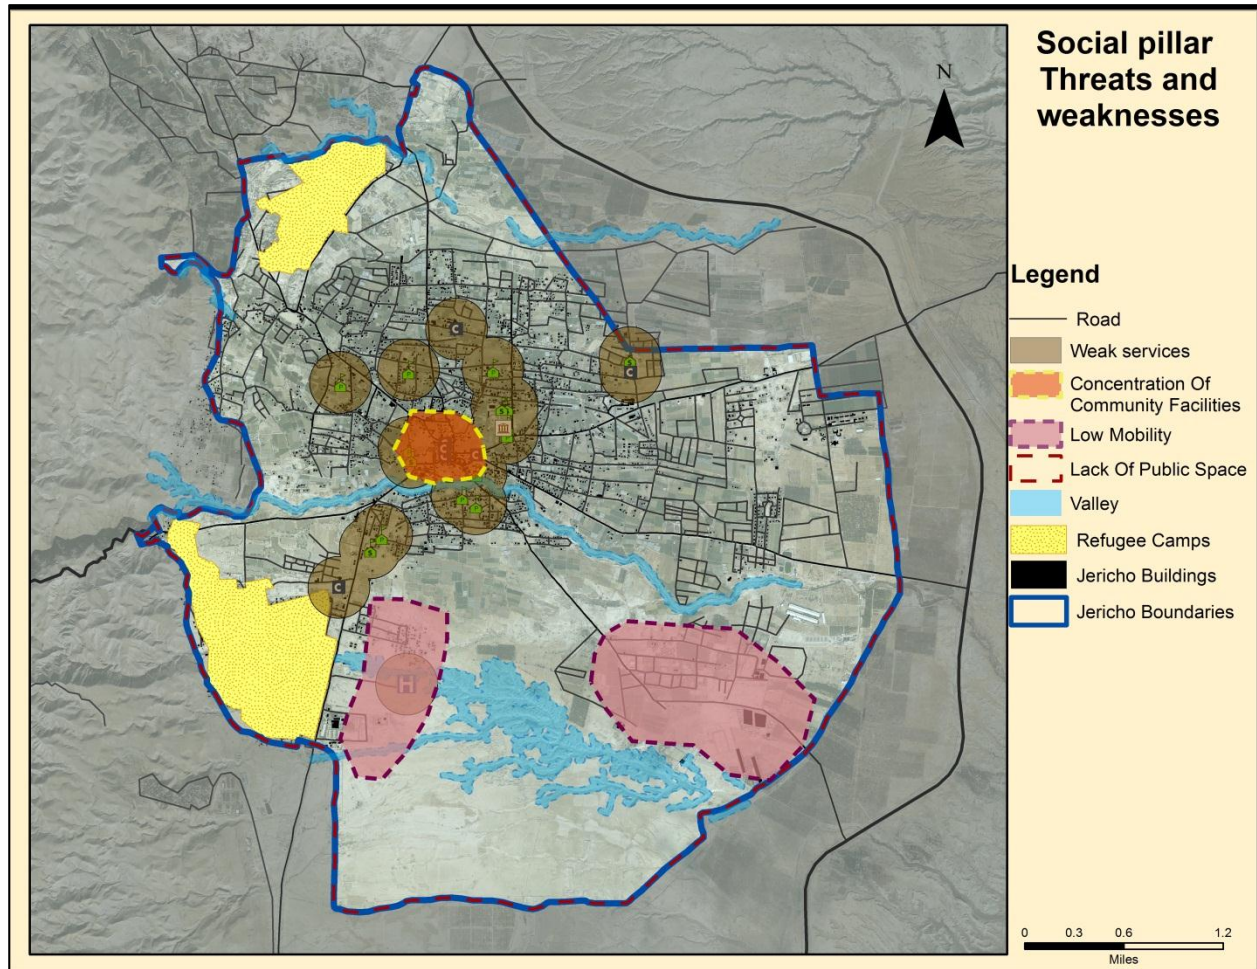 Social pillar
Threats and
weaknesses
N
Legend
Road
Weak services
Concentration Of
Community Facilities
Low Mobility
Lack Of Public Space
Valley
Refugee Camps
Jericho Buildings
Jericho Boundaries
C
C
C
C
C
H
0 0.3 0.6 1.2
Miles